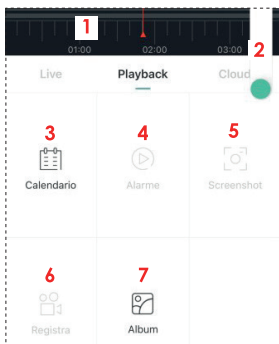 1
01:00 02:00 03:00
2
Live Playback Cloud
3 4 5
Calendario Alarme Screenshot
6 7
Registra Album